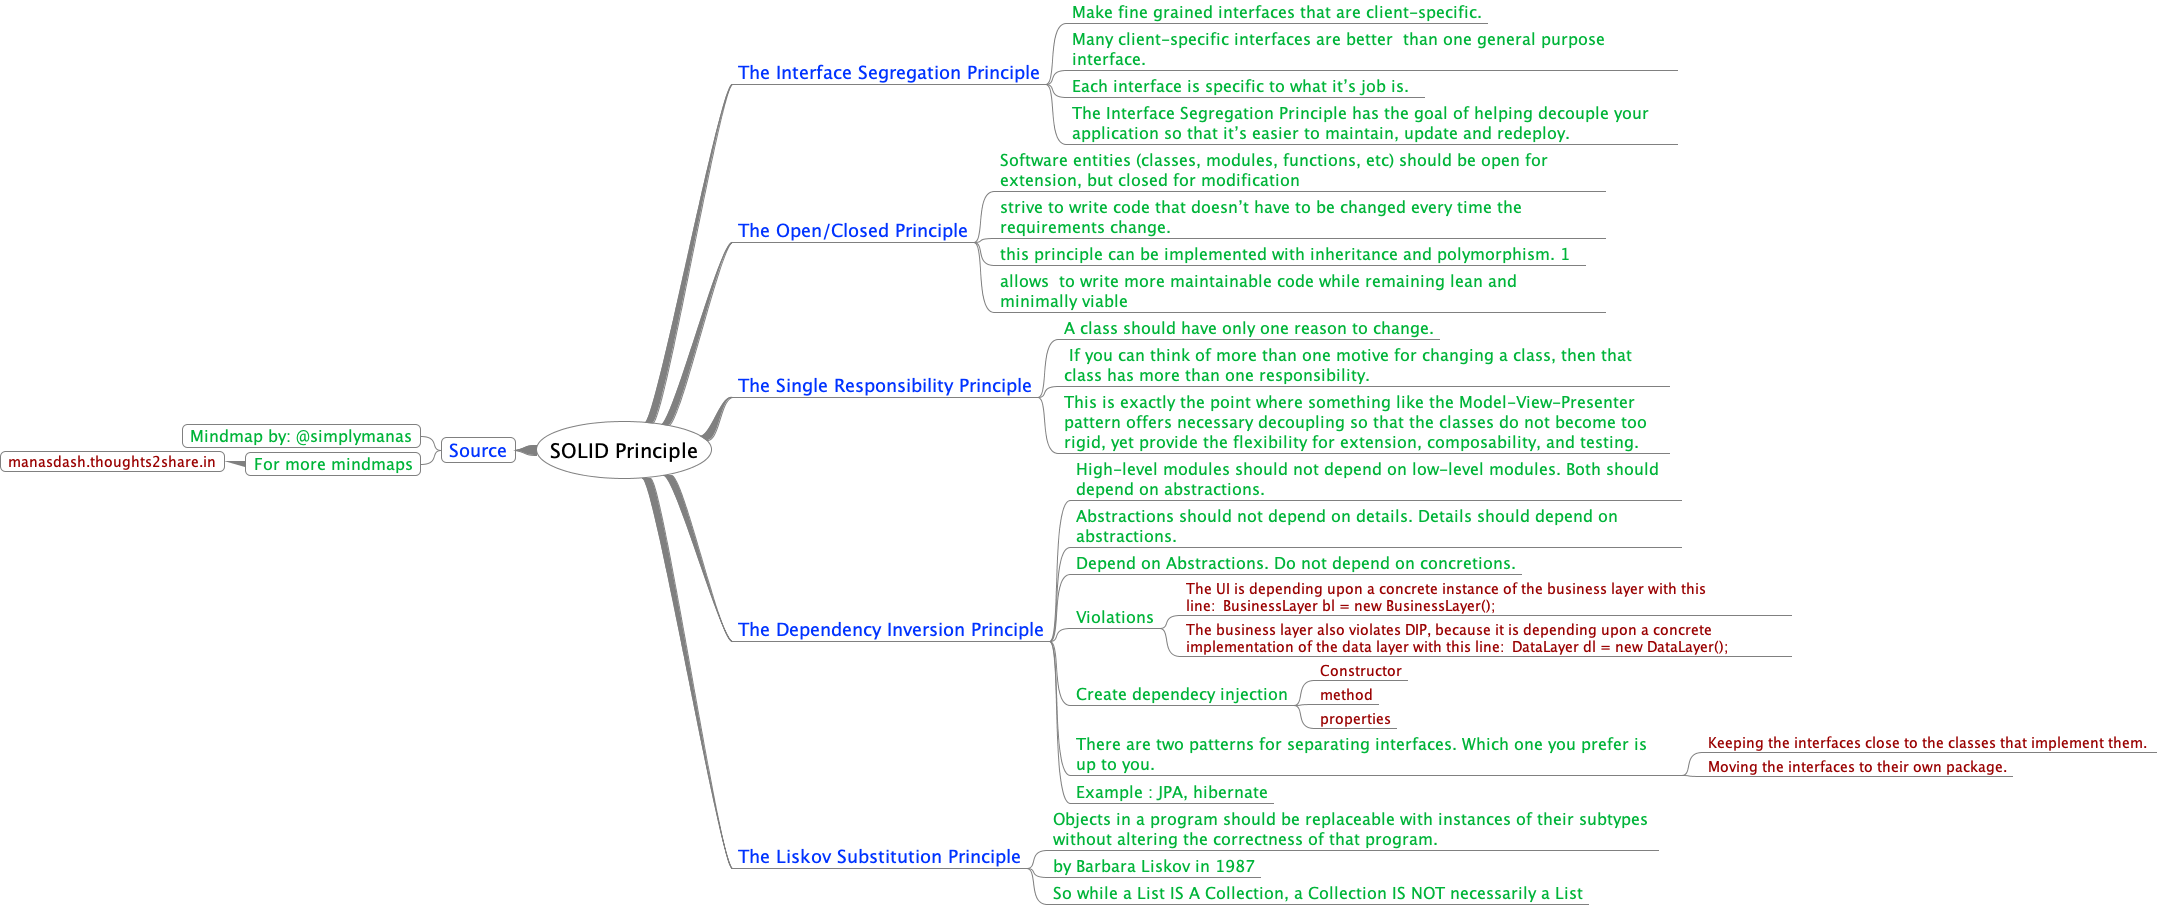 Make fine grained interfaces that are client-specific.
Many client-specific interfaces are better  than one general purpose
interface.
The Interface Segregation Principle
Each interface is specific to what it’s job is.
The Interface Segregation Principle has the goal of helping decouple your
application so that it’s easier to maintain, update and redeploy.
Software entities (classes, modules, functions, etc) should be open for
extension, but closed for modification
strive to write code that doesn’t have to be changed every time the
requirements change.
The Open/Closed Principle
this principle can be implemented with inheritance and polymorphism. 1
allows  to write more maintainable code while remaining lean and
minimally viable
A class should have only one reason to change.
If you can think of more than one motive for changing a class, then that
class has more than one responsibility.
The Single Responsibility Principle
This is exactly the point where something like the Model-View-Presenter
pattern offers necessary decoupling so that the classes do not become too
rigid, yet provide the flexibility for extension, composability, and testing.
Mindmap by: @simplymanas
Source
SOLID Principle
manasdash.thoughts2share.in
For more mindmaps
High-level modules should not depend on low-level modules. Both should
depend on abstractions.
Abstractions should not depend on details. Details should depend on
abstractions.
Depend on Abstractions. Do not depend on concretions.
The UI is depending upon a concrete instance of the business layer with this
line:  BusinessLayer bl = new BusinessLayer();
Violations
The business layer also violates DIP, because it is depending upon a concrete
implementation of the data layer with this line:  DataLayer dl = new DataLayer();
The Dependency Inversion Principle
Constructor
Create dependecy injection
method
properties
There are two patterns for separating interfaces. Which one you prefer is
up to you.
Keeping the interfaces close to the classes that implement them.
Moving the interfaces to their own package.
Example : JPA, hibernate
Objects in a program should be replaceable with instances of their subtypes
without altering the correctness of that program.
The Liskov Substitution Principle
by Barbara Liskov in 1987
So while a List IS A Collection, a Collection IS NOT necessarily a List